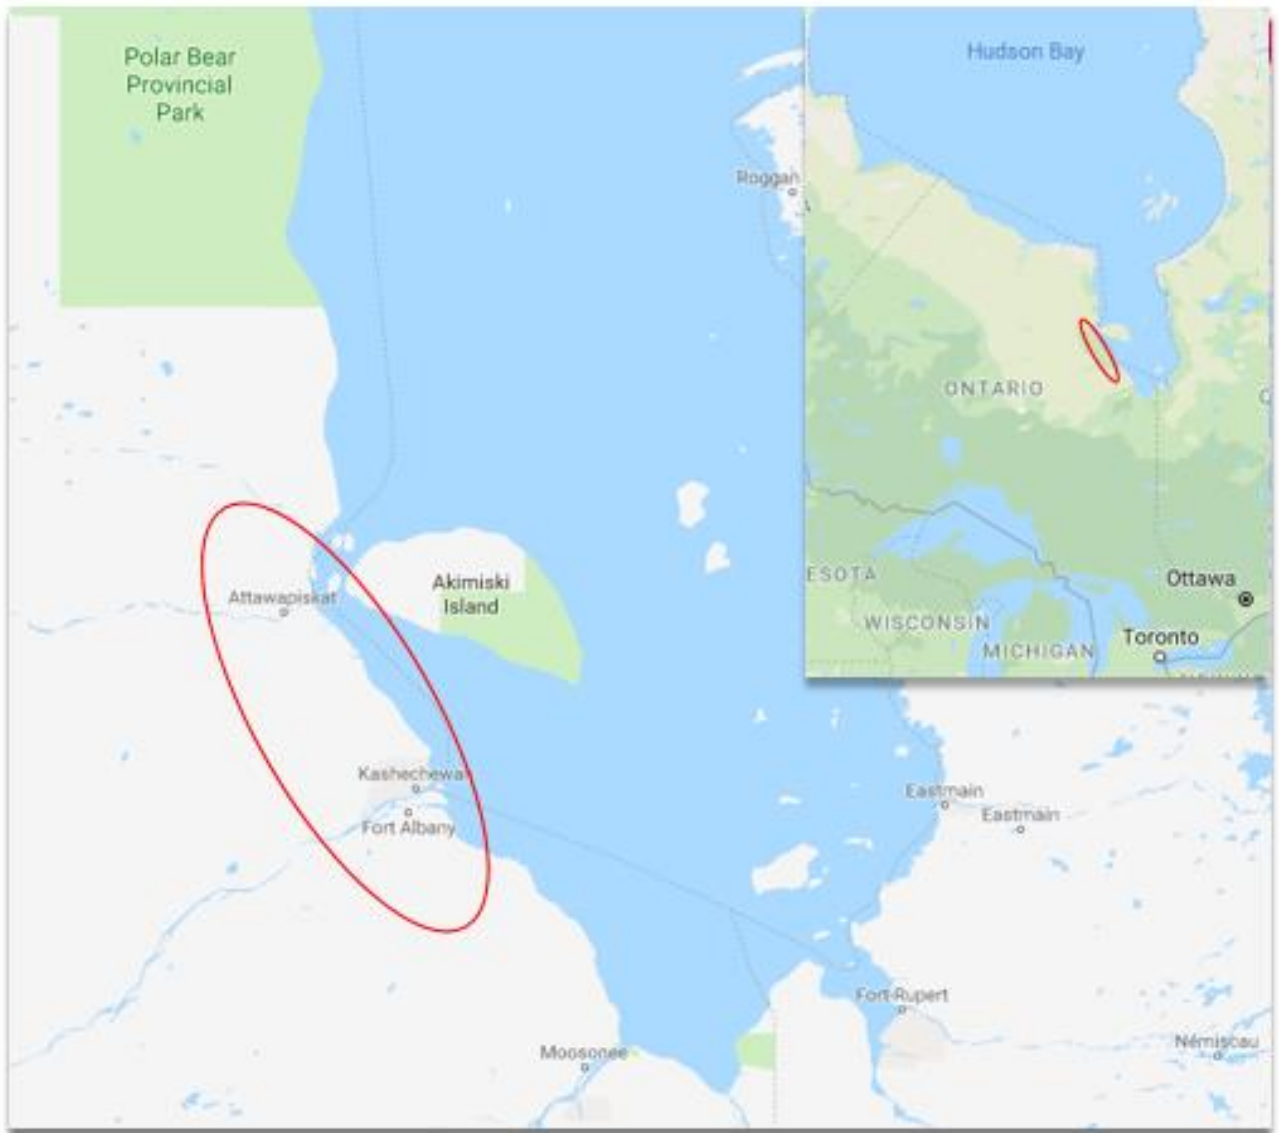 Polar Bear
Provincial
Park
Hudson Bay
Roggan
ONTARIO
Akimiski
Island
Attawapiskat
ESOTA
Ottawa
WISCONSIN
MICHIGAN
Toronto
Kashechewa
Fort Albany
Eastmain
Eastmain
Fort-Rupert
Moosonee
Némiscau